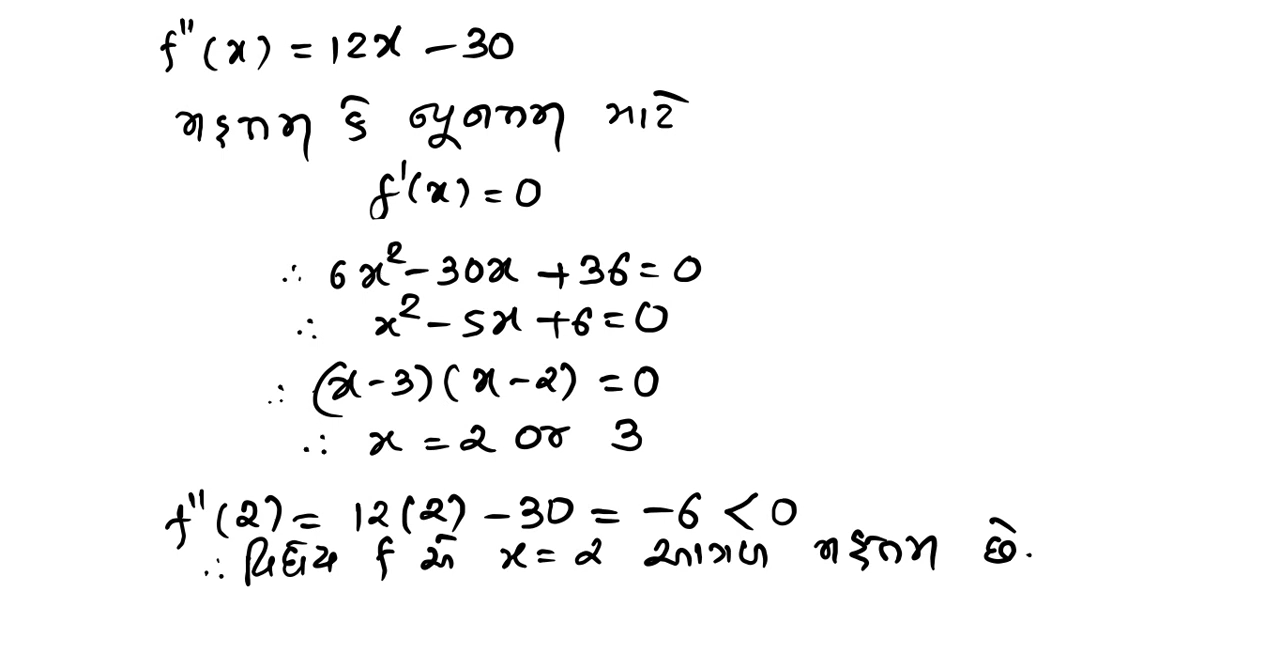 f''(x) = 12x - 30
મહત્તમ કે ન્યૂનતમ માટે
f'(x) = 0
∴ 6x² - 30x + 36 = 0
∴ x² - 5x + 6 = 0
∴ (x - 3)(x - 2) = 0
∴ x = 2 or 3
f''(2) = 12(2) - 30 = -6 < 0
∴ વિધેય f એ x = 2 આગળ મહત્તમ છે.